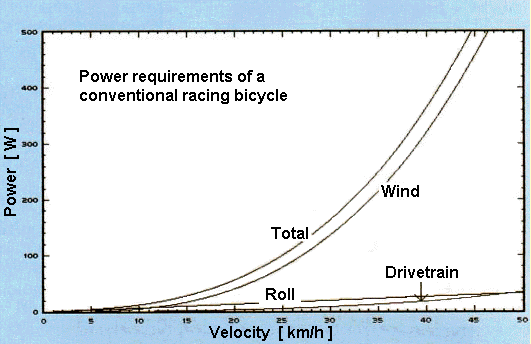 500
400
300
200
100
0
Power [ W ]
Power requirements of a
conventional racing bicycle
Wind
Total
Drivetrain
Roll
0 5 10 15 20 25 30 35 40 45 50
Velocity [ km/h ]